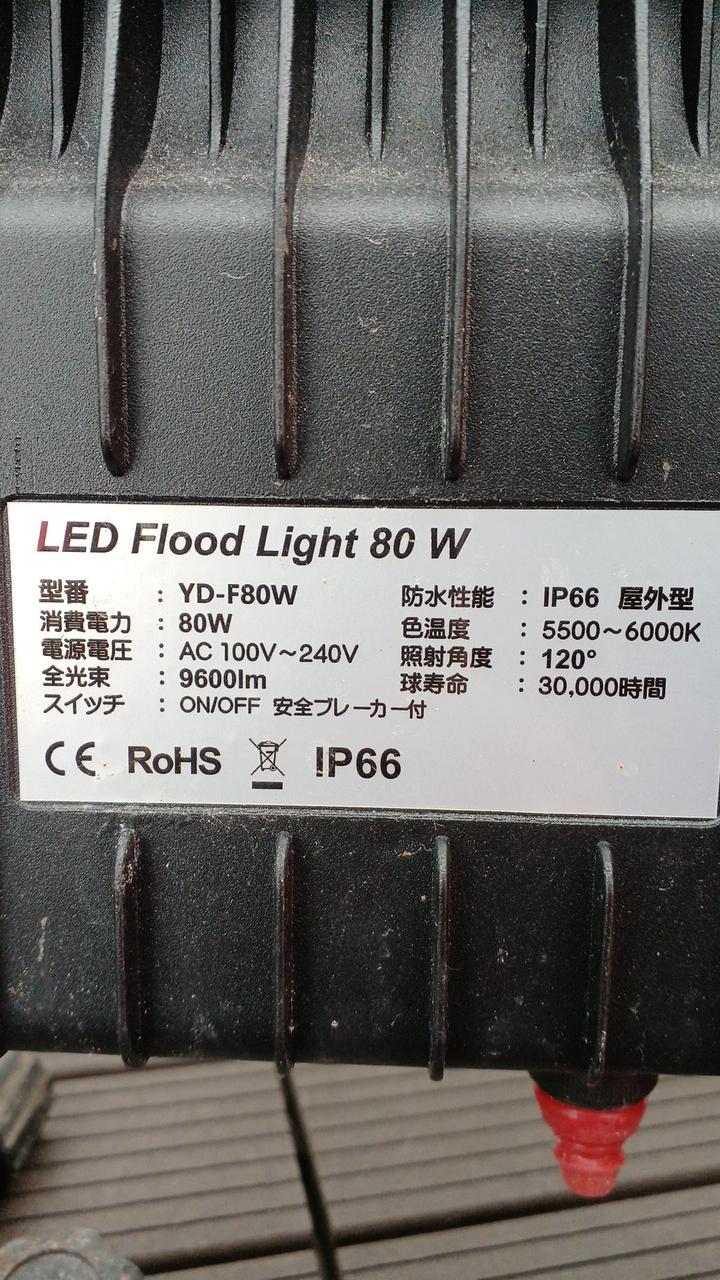 LED Flood Light 80 W
型番 : YD-F80W
消費電力 : 80W
電源電圧 : AC 100V～240V
全光束 : 9600lm
スイッチ : ON/OFF 安全ブレーカー付
防水性能 : IP66 屋外型
色温度 : 5500～6000K
照射角度 : 120°
球寿命 : 30,000時間
CE RoHS IP66